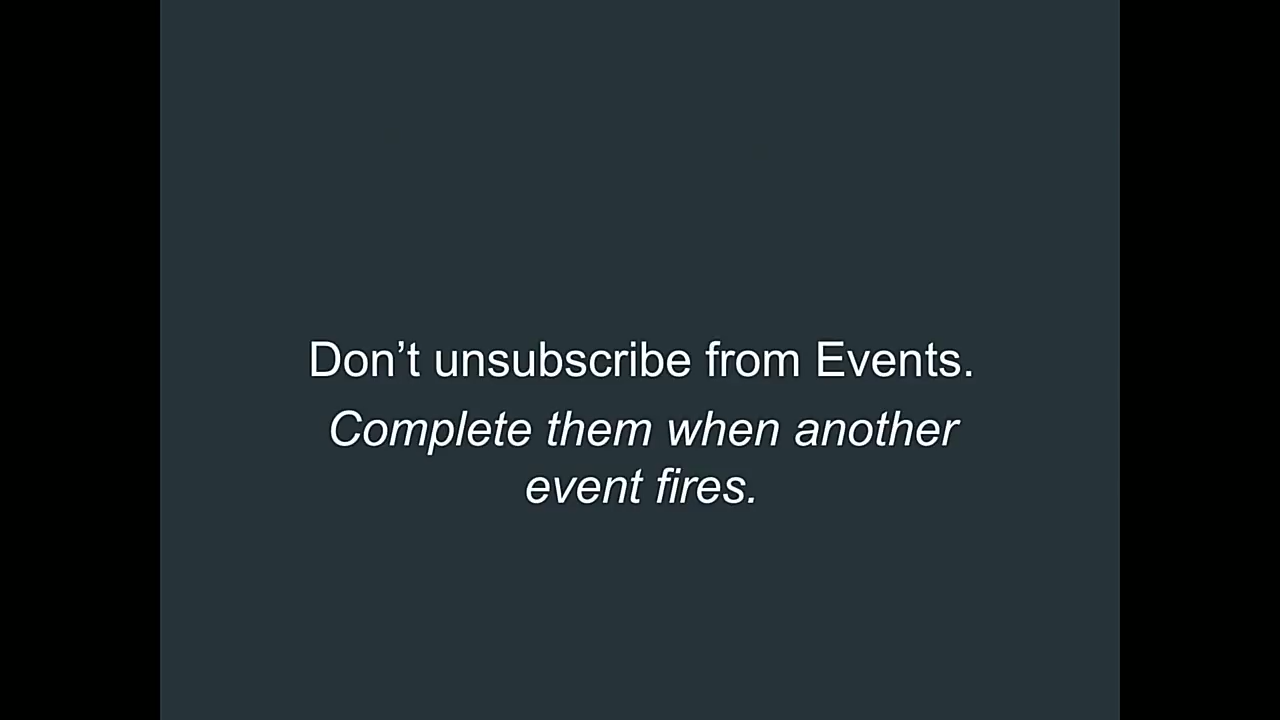 Don’t unsubscribe from Events.
Complete them when another
event fires.